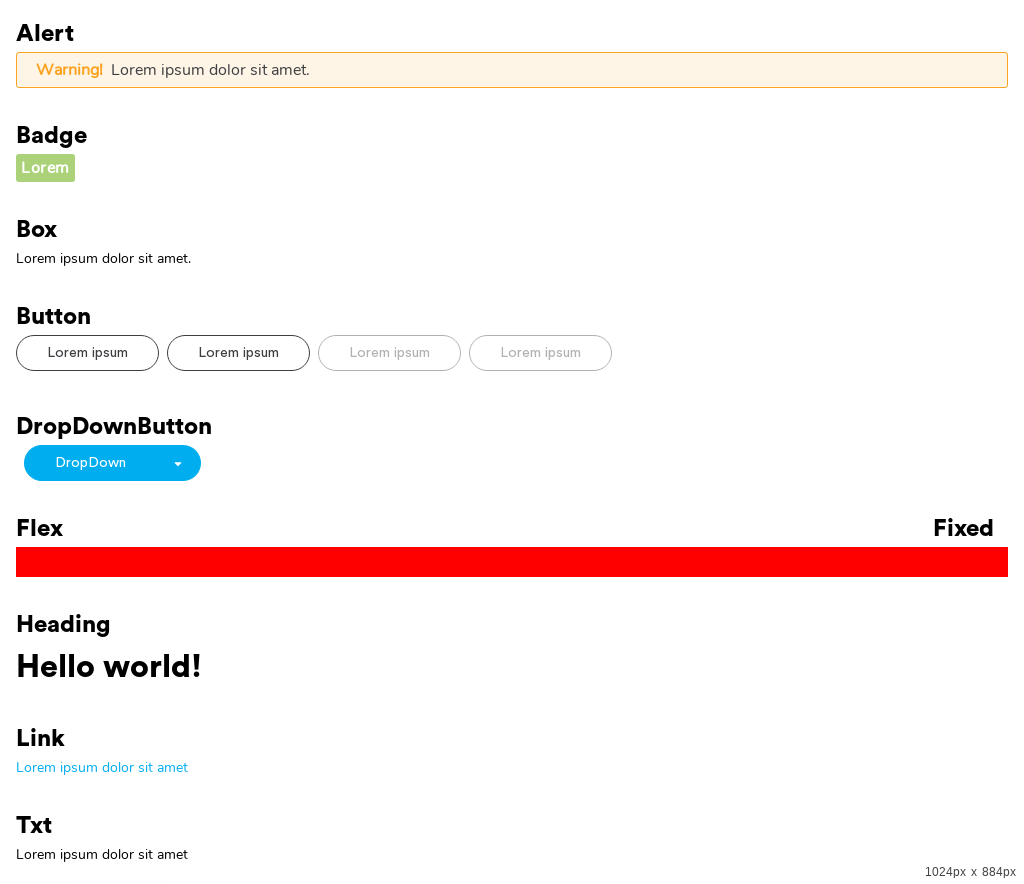 Alert
Warning! Lorem ipsum dolor sit amet.
Badge
Lorem
Box
Lorem ipsum dolor sit amet.
Button
Lorem ipsum Lorem ipsum Lorem ipsum Lorem ipsum
DropDownButton
DropDown
Flex Fixed
Heading
Hello world!
Link
Lorem ipsum dolor sit amet
Txt
Lorem ipsum dolor sit amet
1024px x 884px